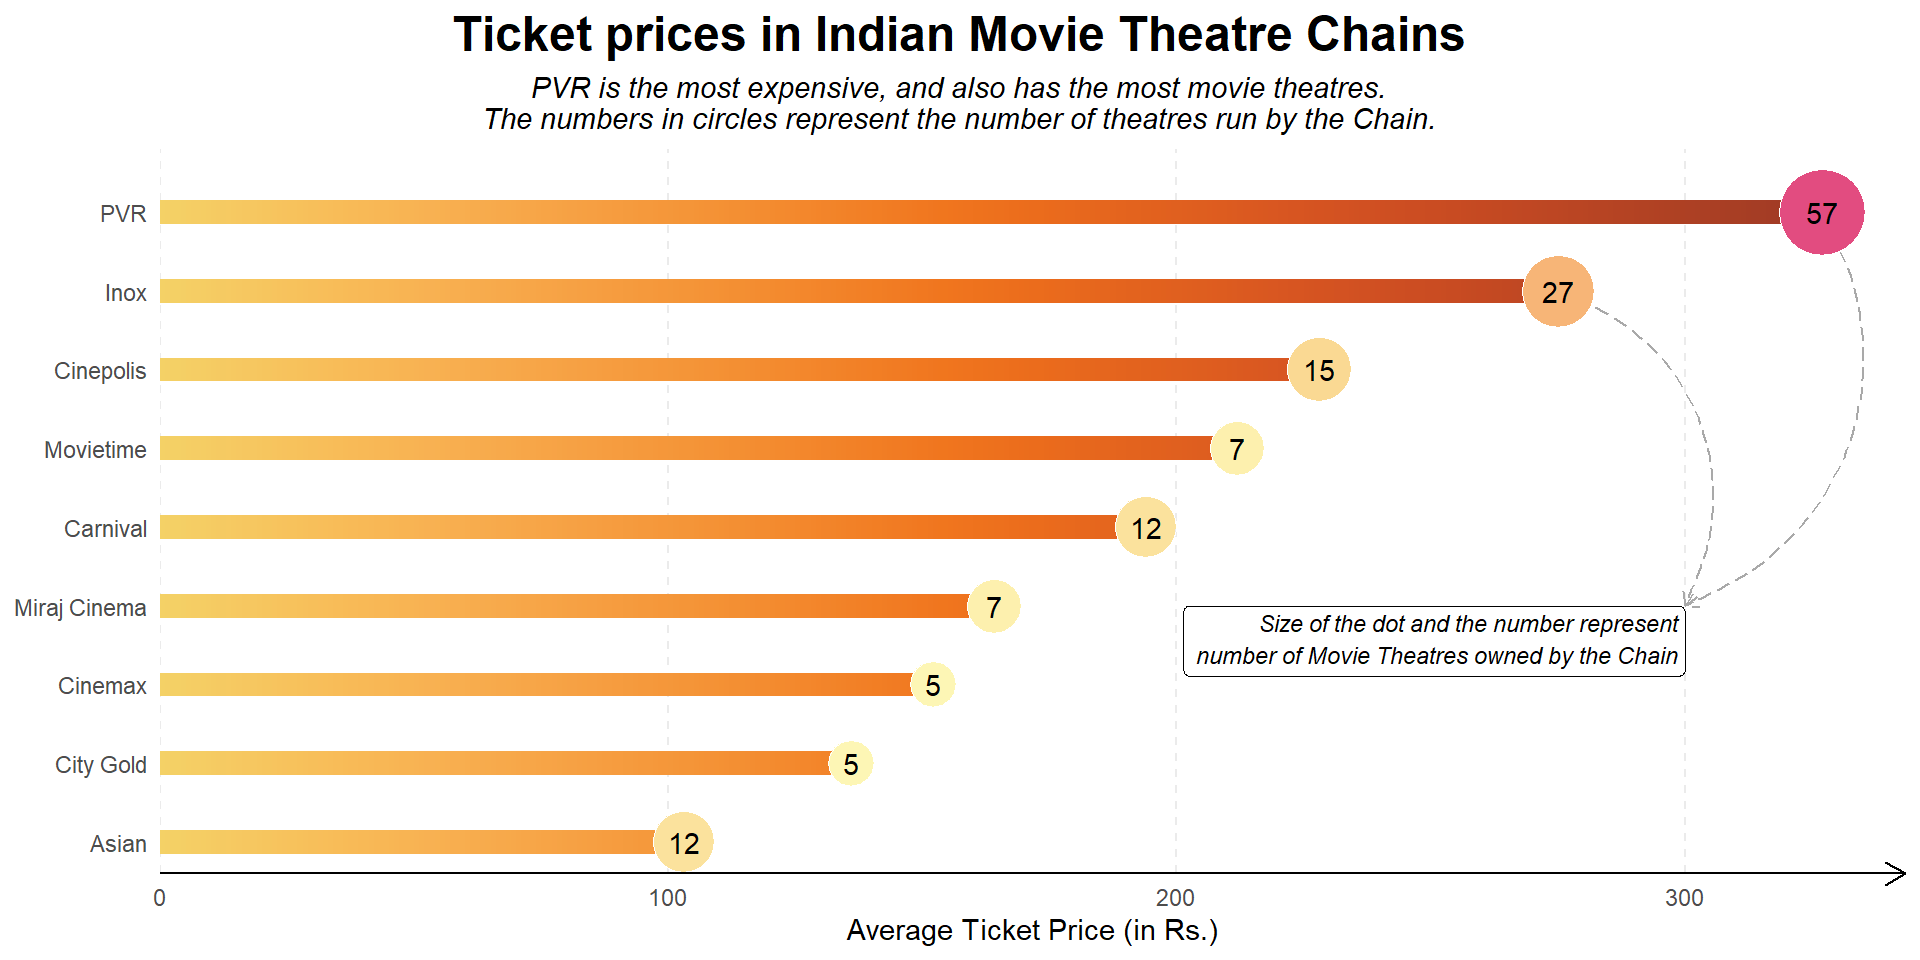 Ticket prices in Indian Movie Theatre Chains
PVR is the most expensive, and also has the most movie theatres.
The numbers in circles represent the number of theatres run by the Chain.
PVR
57
Inox
27
Cinepolis
15
Movietime
7
Carnival
12
Miraj Cinema
7
Size of the dot and the number represent
number of Movie Theatres owned by the Chain
Cinemax
5
City Gold
5
Asian
12
0
100
200
300
Average Ticket Price (in Rs.)